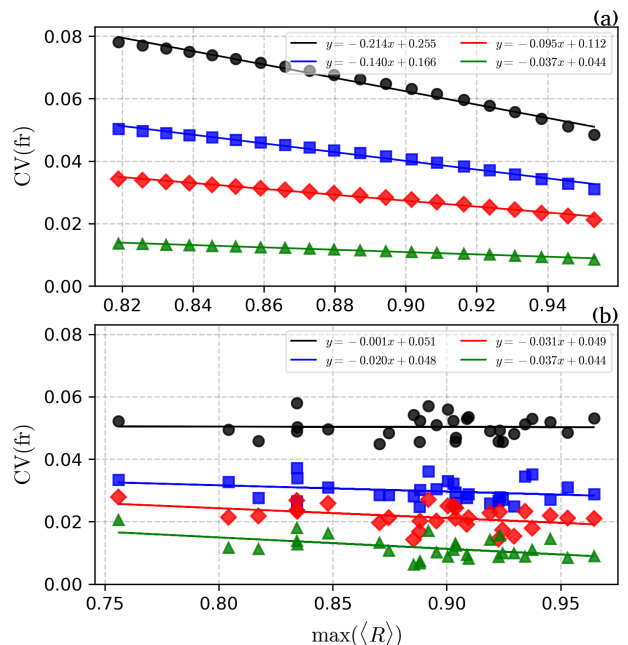 (a)
0.08
0.06
0.04
0.02
0.00
CV(fr)
y = −0.214x + 0.255
y = −0.140x + 0.166
y = −0.095x + 0.112
y = −0.037x + 0.044
0.82 0.84 0.86 0.88 0.90 0.92 0.94
(b)
0.08
0.06
0.04
0.02
0.00
CV(fr)
y = −0.001x + 0.051
y = −0.020x + 0.048
y = −0.031x + 0.049
y = −0.037x + 0.044
0.75 0.80 0.85 0.90 0.95
max(⟨R⟩)